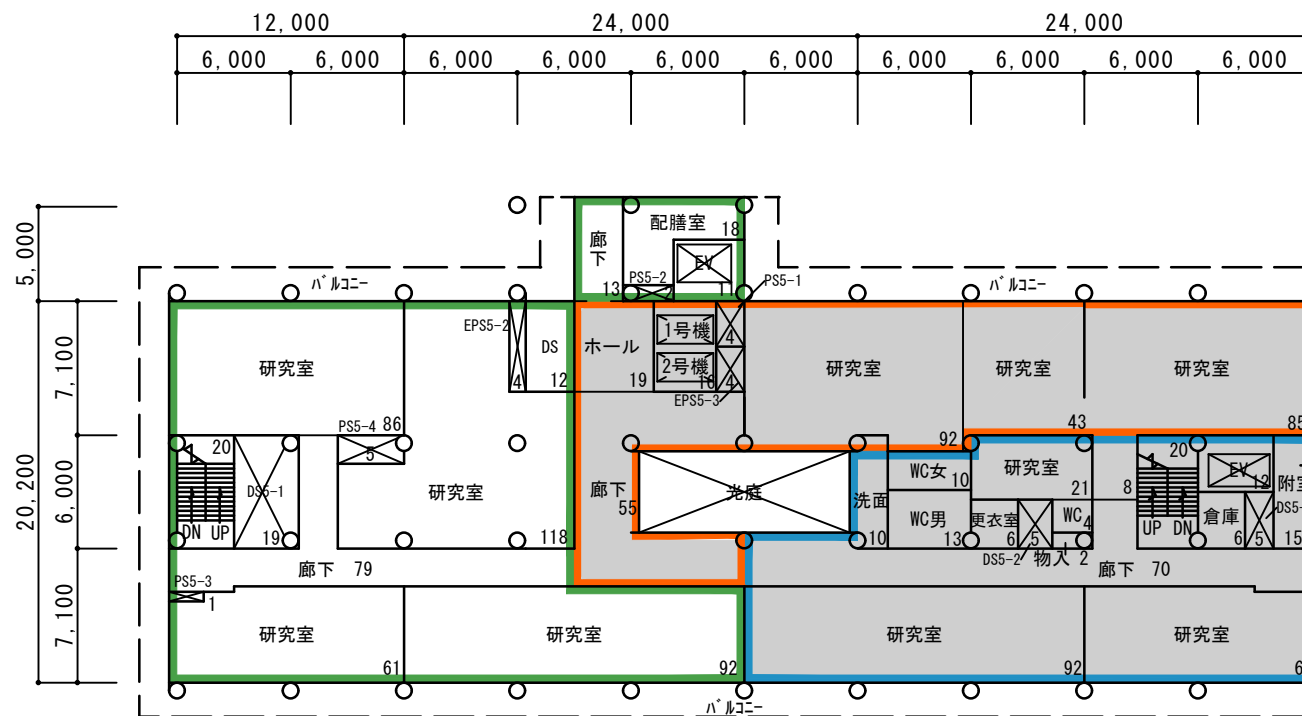 12,000 24,000 24,000
6,000 6,000 6,000 6,000 6,000 6,000 6,000 6,000 6,000 6,000
5,000
7,100
6,000
7,100
20,200
バルコニー
廊下
13
配膳室
18
PS5-2
2
EV
11
PS5-1
バルコニー
研究室
86
EPS5-2
4
DS
12
ホール
19
1号機
2号機
16
4
4
EPS5-3
研究室
92
研究室
43
研究室
85
20
DN UP
DS5-1
19
PS5-4
5
研究室
118
廊下
55
光庭
洗面
10
WC女
10
WC男
13
研究室
21
更衣室
6
5
DS5-2
WC
4
物入 2
8
20
UP DN
EV
12
倉庫
6
5
DS5-
附室
15
廊下 79
廊下 70
PS5-3
1
研究室
61
研究室
92
研究室
92
研究室
6
バルコニー